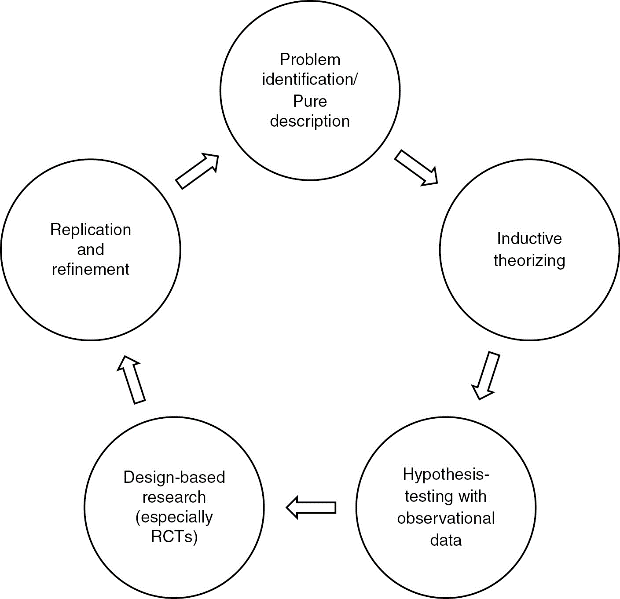 Problem
identification/
Pure
description
Inductive
theorizing
Hypothesis-
testing with
observational
data
Design-based
research
(especially
RCTs)
Replication
and
refinement